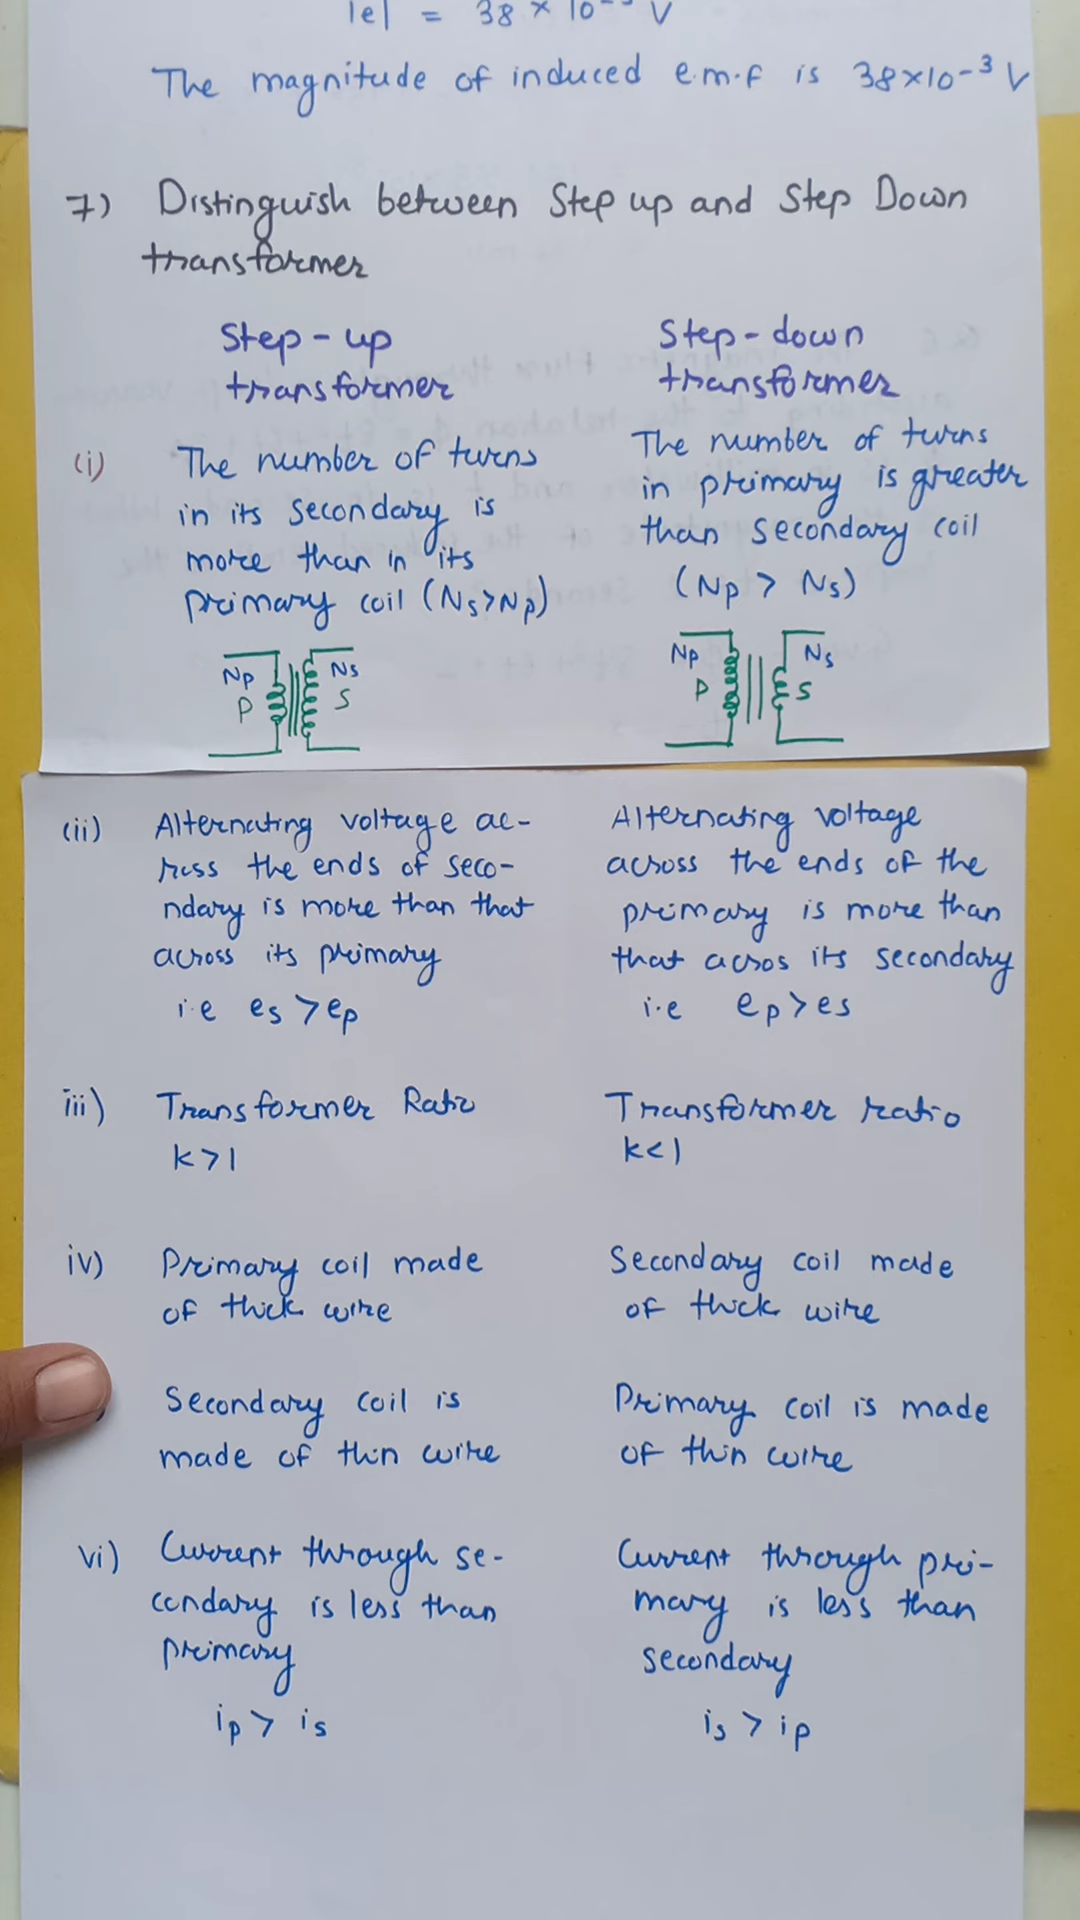 |e| = 38 × 10⁻³ V
The magnitude of induced e.m.f is 38×10-³ V
7) Distinguish between Step up and Step Down
transformer
Step-up
transformer
(i) The number of turns
in its secondary is
more than in its
primary coil (Ns>Np)
Np Ns
P S
Step-down
transformer
The number of turns
in primary is greater
than secondary coil
(Np > Ns)
Np Ns
P S
(ii) Alternating voltage ac-
ross the ends of seco-
ndary is more than that
across its primary
i.e es >ep
Alternating voltage
across the ends of the
primary is more than
that acros its secondary
i.e ep>es
iii) Transformer Ratio
k>1
Transformer ratio
k<1
iv) Primary coil made
of thick wire
Secondary coil is
made of thin wire
Secondary coil made
of thick wire
Primary coil is made
of thin wire
vi) Current through se-
condary is less than
primary
ip> is
Current through pri-
mary is less than
secondary
is > ip